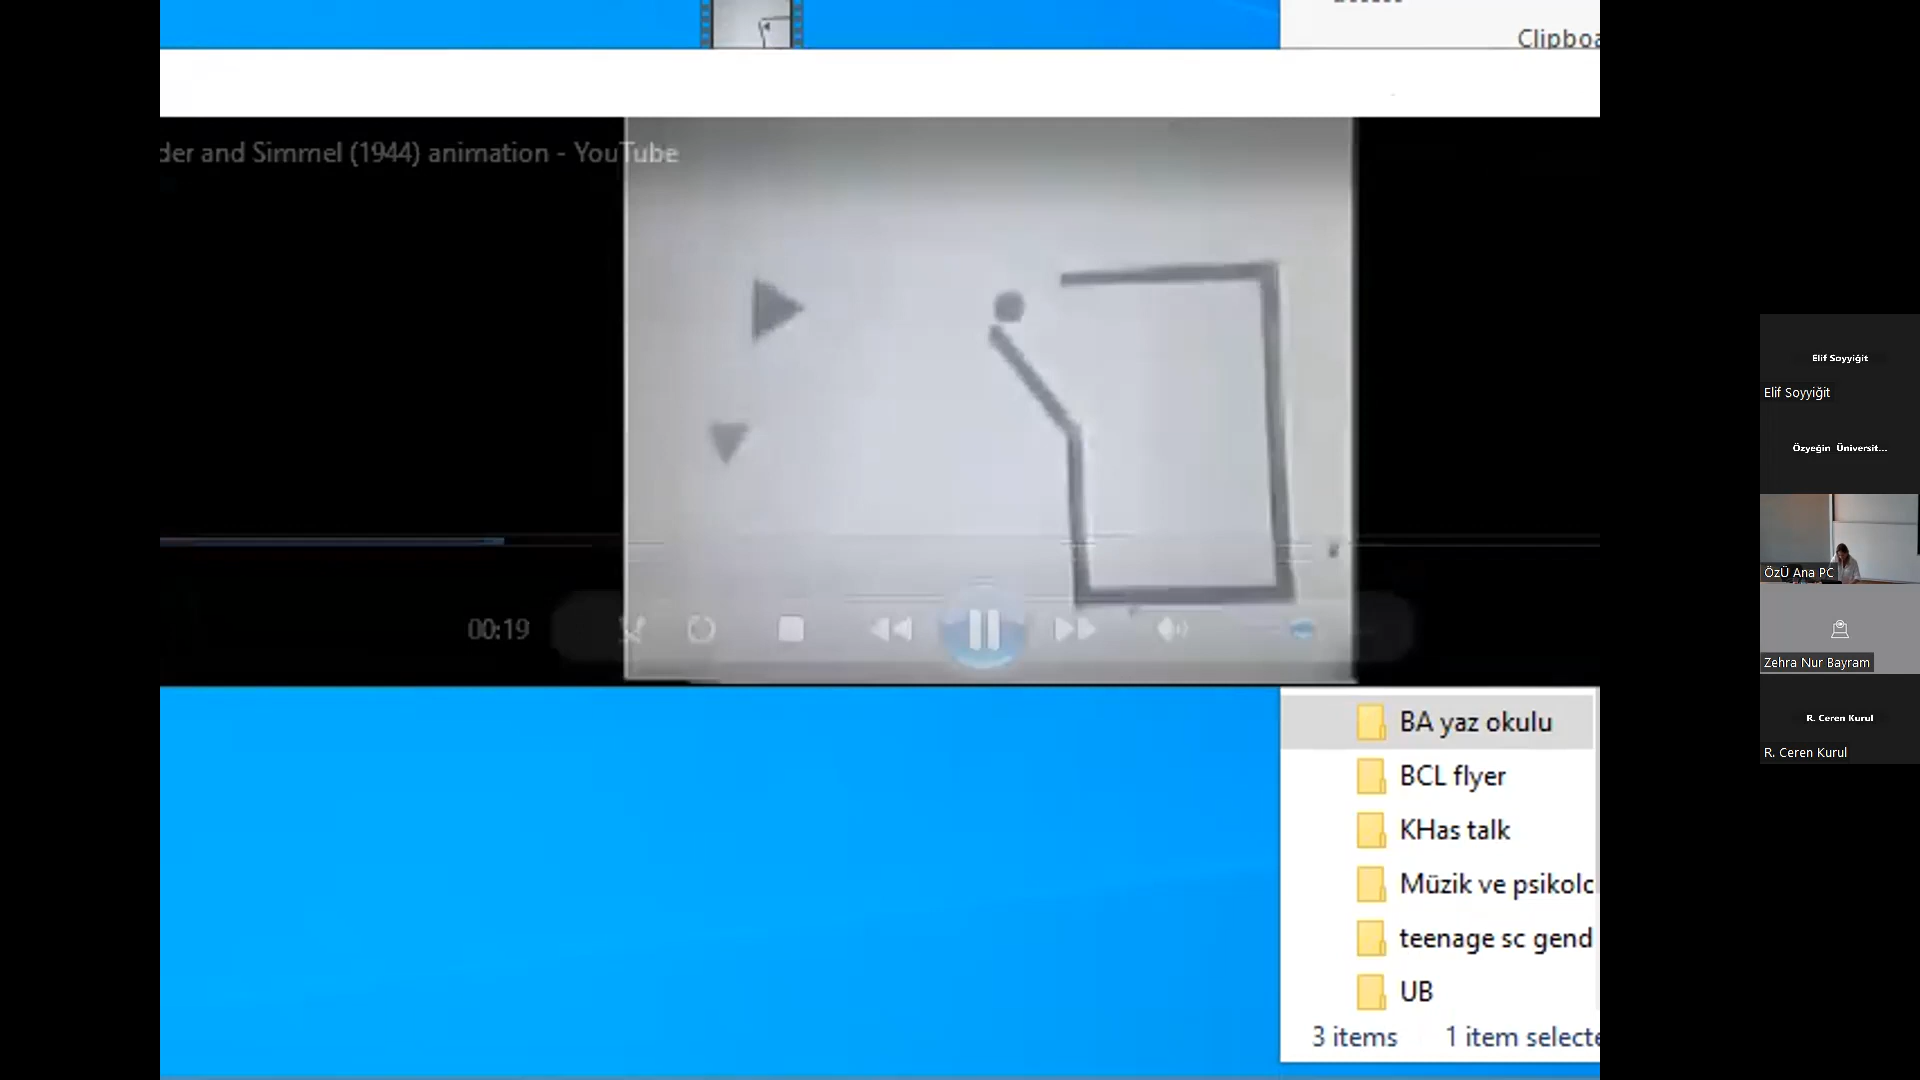 Clipboa
der and Simmel (1944) animation - YouTube
00:19
BA yaz okulu
BCL flyer
KHas talk
Müzik ve psikolc
teenage sc gend
UB
3 items
1 item selecte
Elif Soyyiğit
Elif Soyyiğit
Özyeğin Üniversit...
ÖzÜ Ana PC
Zehra Nur Bayram
R. Ceren Kurul
R. Ceren Kurul